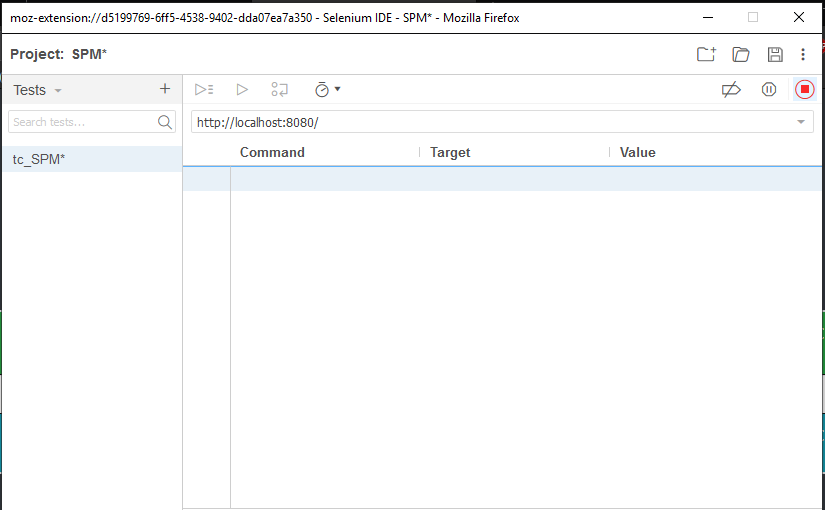 moz-extension://d5199769-6ff5-4538-9402-dda07ea7a350 - Selenium IDE - SPM* - Mozilla Firefox
Project: SPM*
Tests
Search tests...
http://localhost:8080/
Command Target Value
tc_SPM*